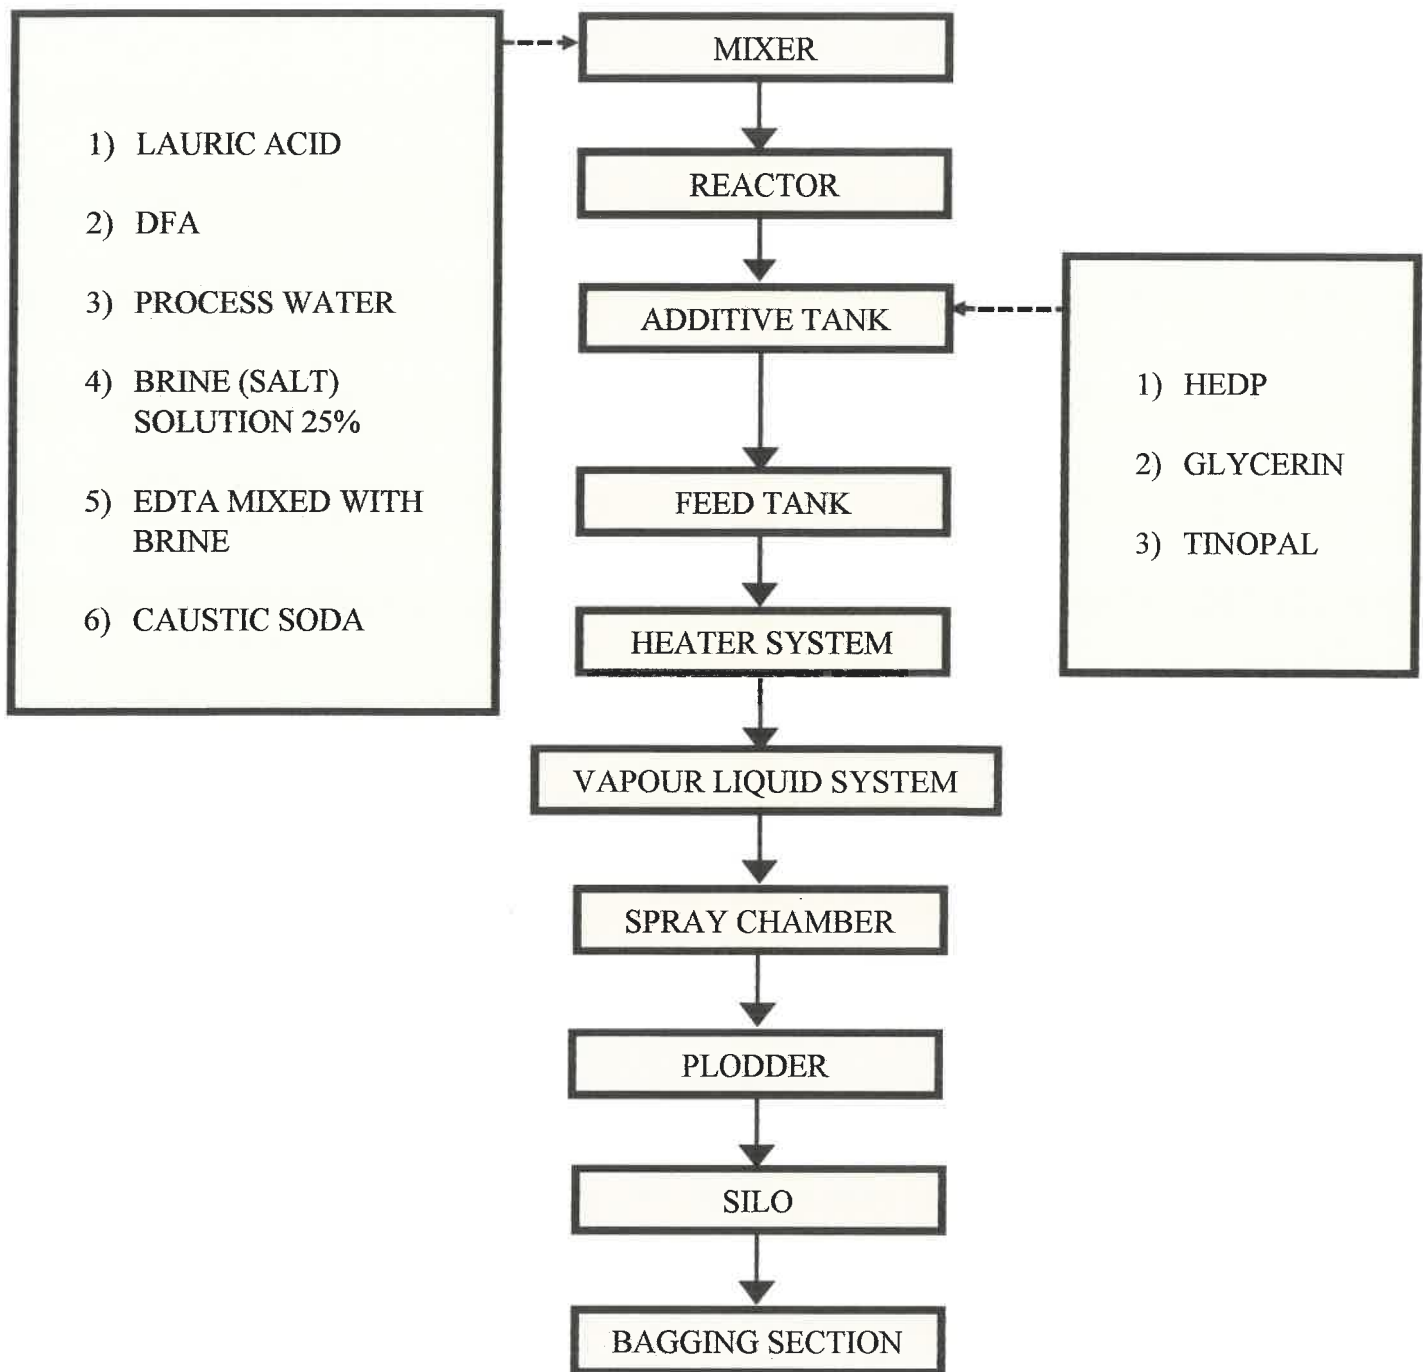 MIXER
1) LAURIC ACID
2) DFA
3) PROCESS WATER
4) BRINE (SALT)
SOLUTION 25%
5) EDTA MIXED WITH
BRINE
6) CAUSTIC SODA
REACTOR
ADDITIVE TANK
1) HEDP
2) GLYCERIN
3) TINOPAL
FEED TANK
HEATER SYSTEM
VAPOUR LIQUID SYSTEM
SPRAY CHAMBER
PLODDER
SILO
BAGGING SECTION